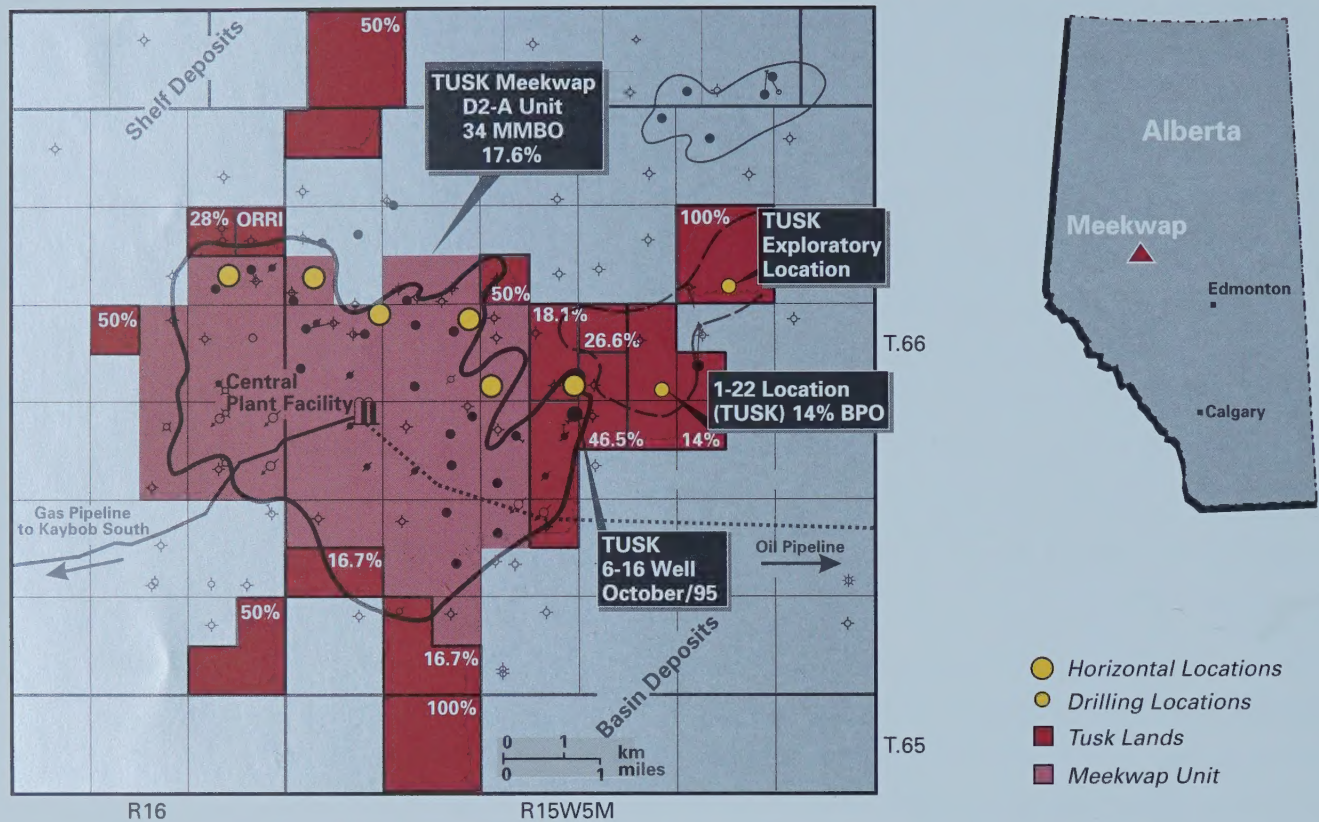 50%
Shelf Deposits
TUSK Meekwap
D2-A Unit
34 MMBO
17.6%
28% ORRI
100%
TUSK
Exploratory
Location
50%
50%
18.1%
26.6%
T.66
Central
Plant Facility
1-22 Location
(TUSK) 14% BPO
46.5%
14%
Gas Pipeline
to Kaybob South
16.7%
TUSK
6-16 Well
October/95
Oil Pipeline
50%
16.7%
Basin Deposits
100%
0 1 km
0 1 miles
T.65
R16
R15W5M
Alberta
Meekwap
Edmonton
Calgary
Horizontal Locations
Drilling Locations
Tusk Lands
Meekwap Unit